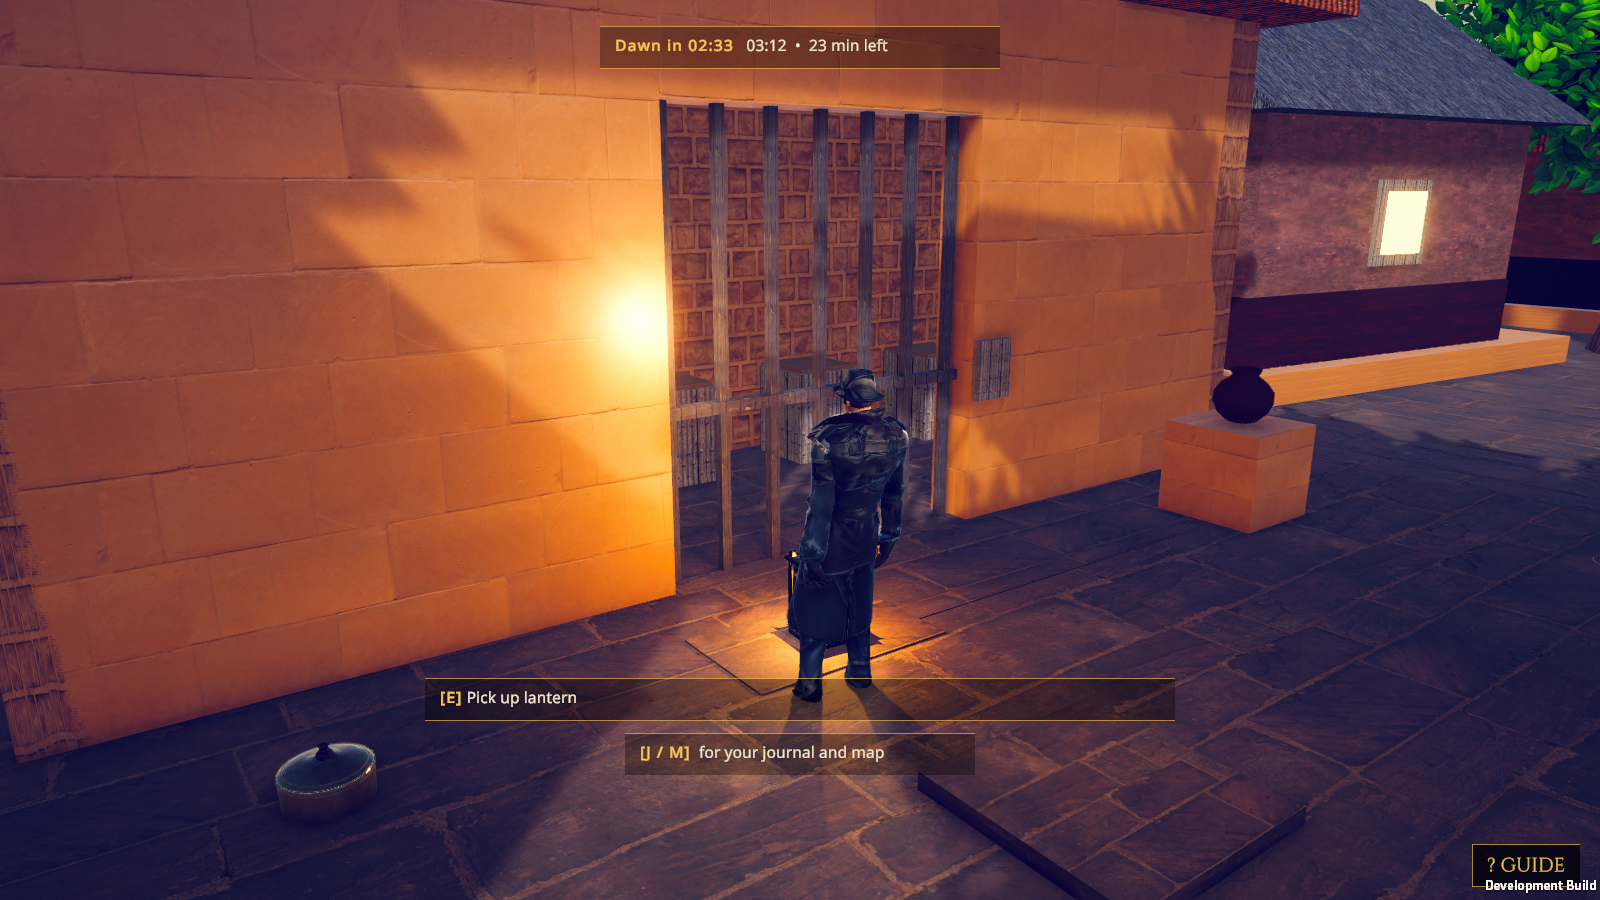 Dawn in 02:33 03:12 • 23 min left
[E] Pick up lantern
[J / M] for your journal and map
? GUIDE
Development Build